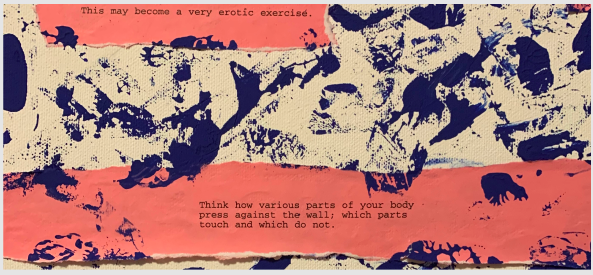 This may become a very erotic exercise.
Think how various parts of your body
press against the wall; which parts
touch and which do not.